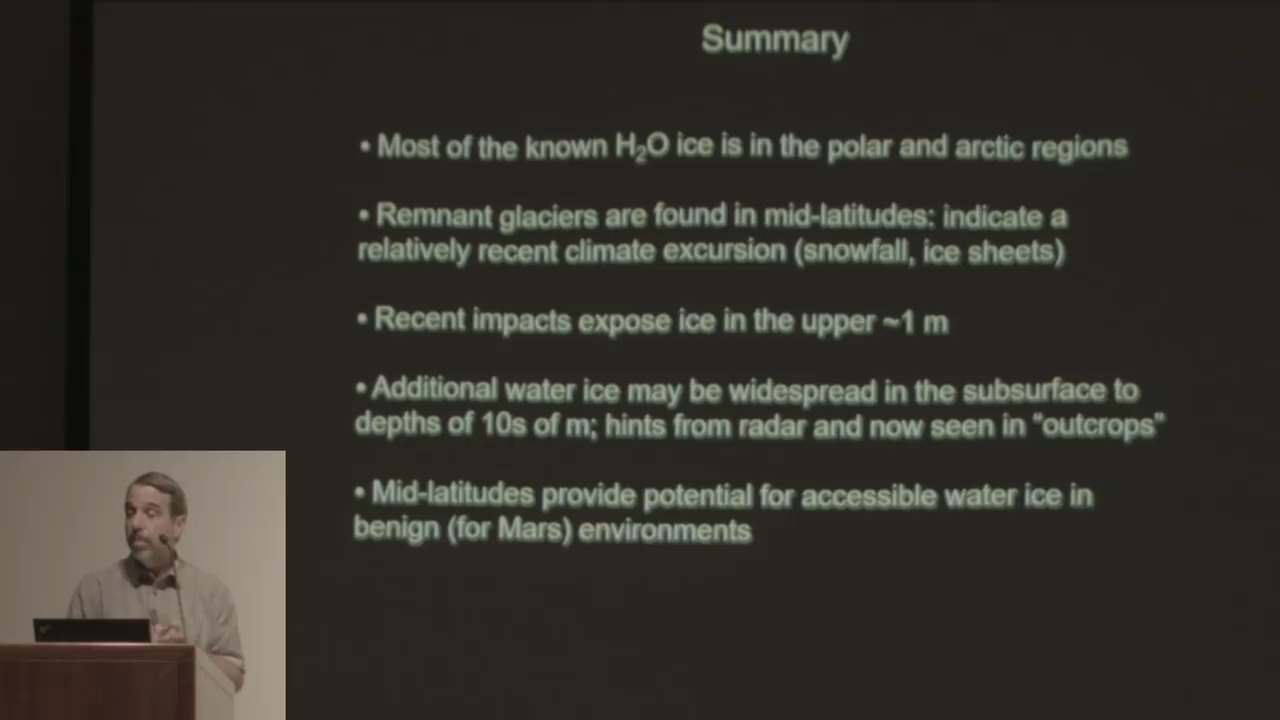 Summary
• Most of the known H₂O ice is in the polar and arctic regions
• Remnant glaciers are found in mid-latitudes: indicate a
relatively recent climate excursion (snowfall, ice sheets)
• Recent impacts expose ice in the upper ~1 m
• Additional water ice may be widespread in the subsurface to
depths of 10s of m; hints from radar and now seen in “outcrops”
• Mid-latitudes provide potential for accessible water ice in
benign (for Mars) environments